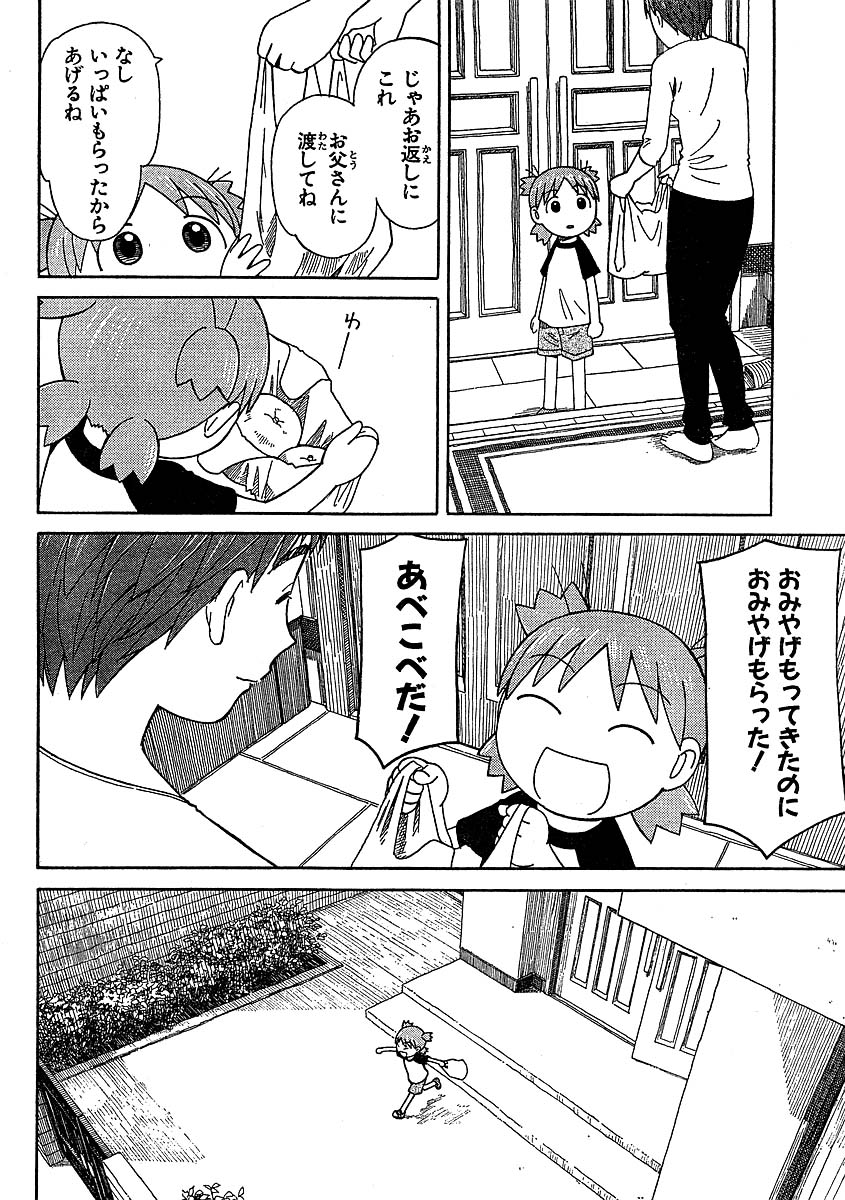 じゃあお返しに
これ
お父さんに
渡してね
なし
いっぱいもらったから
あげるね
おみやげもってきたのに
おみやげもらった！
あべこべだ！